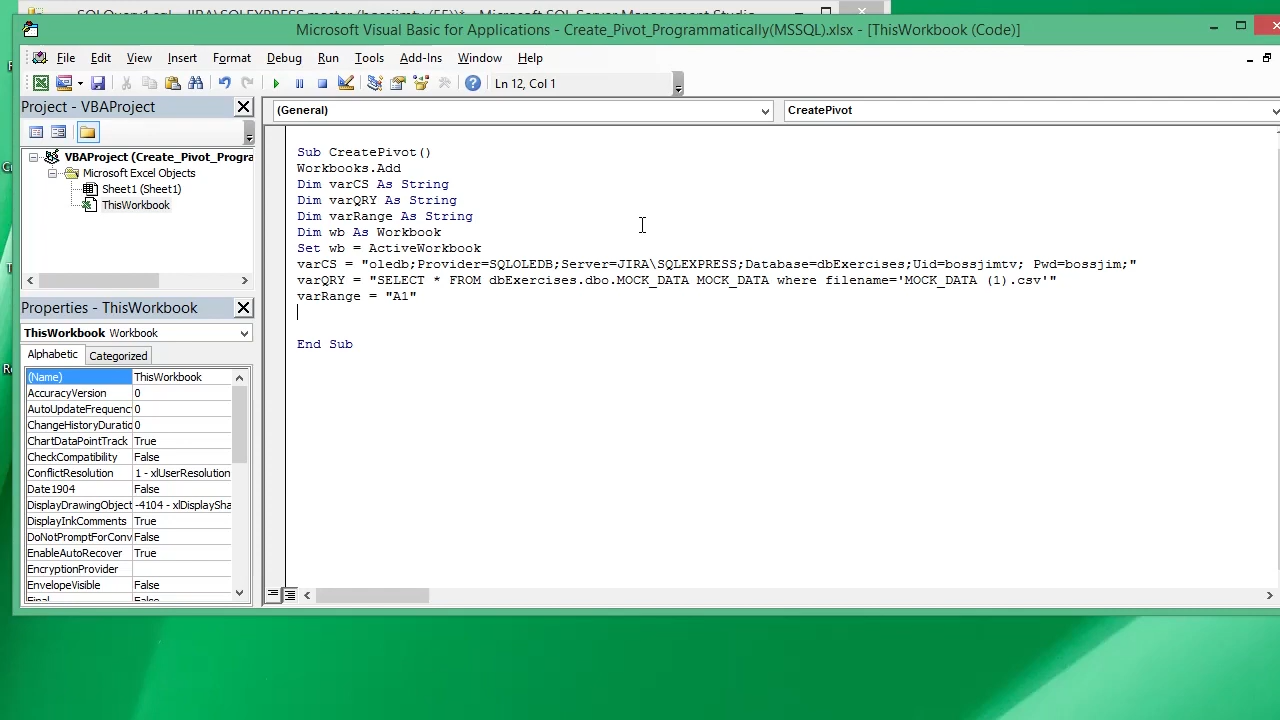 Microsoft Visual Basic for Applications - Create_Pivot_Programmatically(MSSQL).xlsx - [ThisWorkbook (Code)]
File Edit View Insert Format Debug Run Tools Add-Ins Window Help
Ln 12, Col 1
Project - VBAProject
(General)
CreatePivot
VBAProject (Create_Pivot_Progra
Microsoft Excel Objects
Sheet1 (Sheet1)
ThisWorkbook
Sub CreatePivot()
Workbooks.Add
Dim varCS As String
Dim varQRY As String
Dim varRange As String
Dim wb As Workbook
Set wb = ActiveWorkbook
varCS = "oledb;Provider=SQLOLEDB;Server=JIRA\SQLEXPRESS;Database=dbExercises;Uid=bossjimtv; Pwd=bossjim;"
varQRY = "SELECT * FROM dbExercises.dbo.MOCK_DATA MOCK_DATA where filename='MOCK_DATA (1).csv'"
varRange = "A1"
End Sub
Properties - ThisWorkbook
ThisWorkbook Workbook
Alphabetic Categorized
(Name) ThisWorkbook
AccuracyVersion 0
AutoUpdateFrequenc 0
ChangeHistoryDuratic 0
ChartDataPointTrack True
CheckCompatibility False
ConflictResolution 1 - xlUserResolution
Date1904 False
DisplayDrawingObject -4104 - xlDisplaySha
DisplayInkComments True
DoNotPromptForConv False
EnableAutoRecover True
EncryptionProvider
EnvelopeVisible False